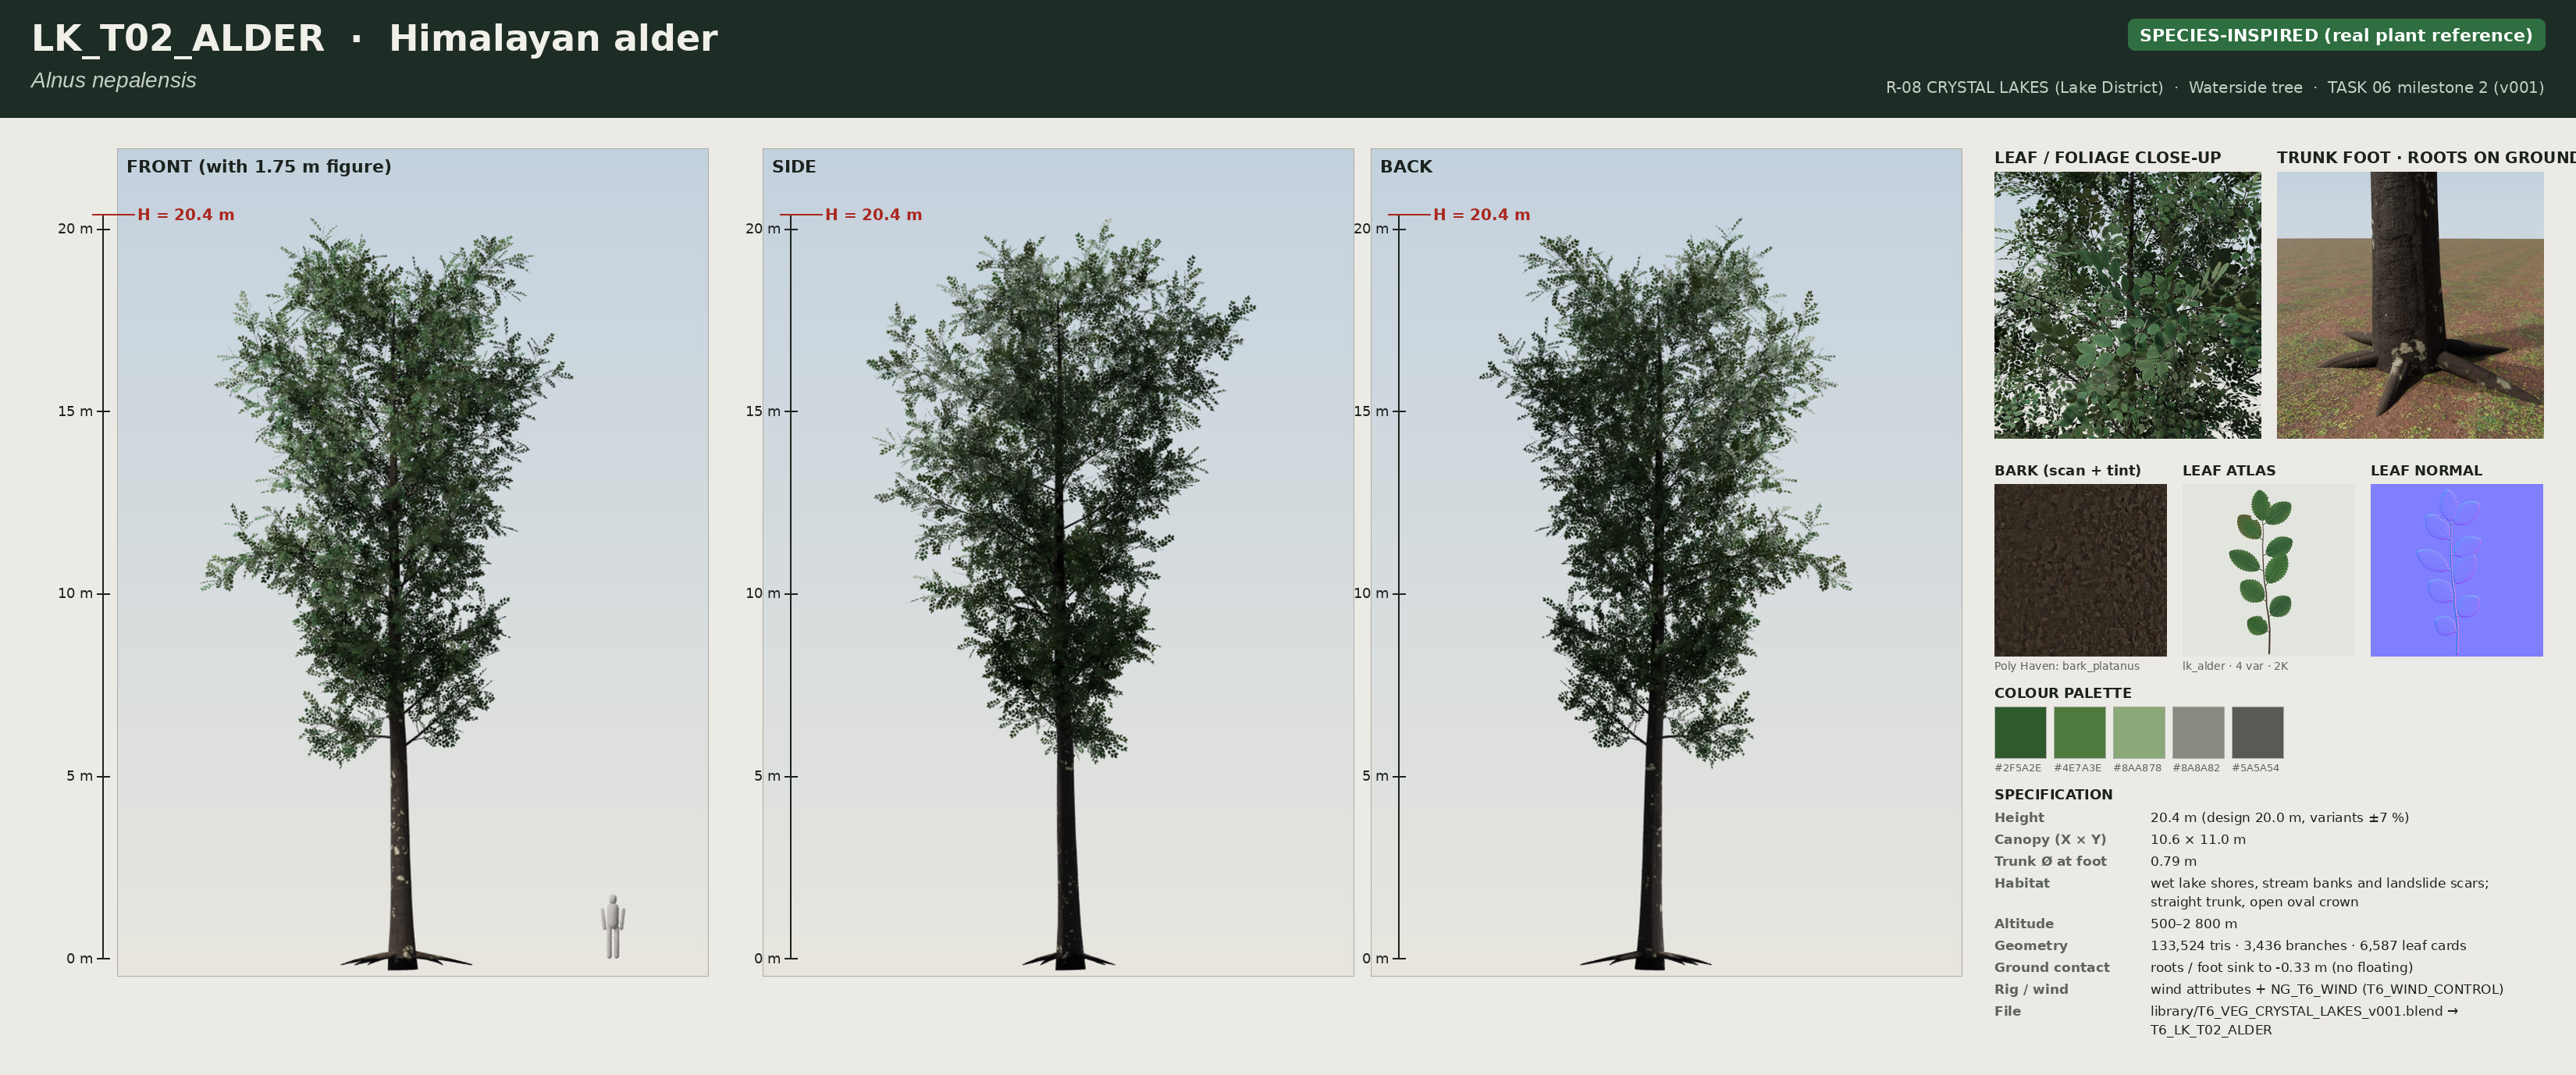 LK_T02_ALDER · Himalayan alder
SPECIES-INSPIRED (real plant reference)
Alnus nepalensis
R-08 CRYSTAL LAKES (Lake District) · Waterside tree · TASK 06 milestone 2 (v001)
FRONT (with 1.75 m figure)
H = 20.4 m
20 m
15 m
10 m
5 m
0 m
SIDE
H = 20.4 m
20 m
15 m
10 m
5 m
0 m
BACK
H = 20.4 m
20 m
15 m
10 m
5 m
0 m
LEAF / FOLIAGE CLOSE-UP
TRUNK FOOT · ROOTS ON GROUND
BARK (scan + tint)
LEAF ATLAS
LEAF NORMAL
Poly Haven: bark_platanus
lk_alder · 4 var · 2K
COLOUR PALETTE
#2F5A2E #4E7A3E #8AA878 #8A8A82 #5A5A54
SPECIFICATION
Height 20.4 m (design 20.0 m, variants ±7 %)
Canopy (X × Y) 10.6 × 11.0 m
Trunk Ø at foot 0.79 m
Habitat wet lake shores, stream banks and landslide scars;
straight trunk, open oval crown
Altitude 500–2 800 m
Geometry 133,524 tris · 3,436 branches · 6,587 leaf cards
Ground contact roots / foot sink to -0.33 m (no floating)
Rig / wind wind attributes + NG_T6_WIND (T6_WIND_CONTROL)
File library/T6_VEG_CRYSTAL_LAKES_v001.blend →
T6_LK_T02_ALDER